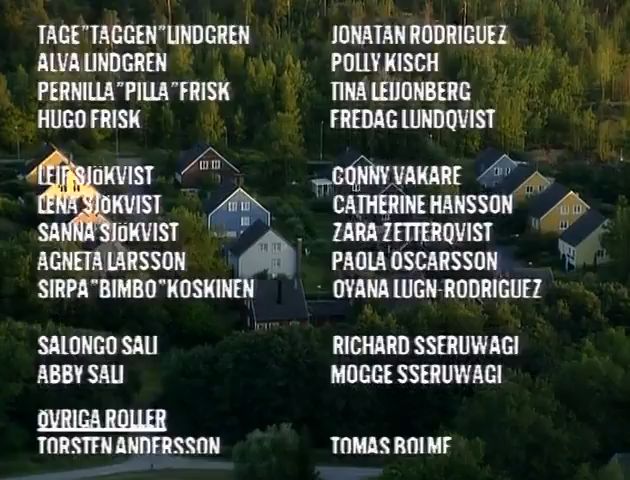 TAGE "TAGGEN" LINDGREN JONATAN RODRIGUEZ
ALVA LINDGREN POLLY KISCH
PERNILLA "PILLA" FRISK TINA LEIJONBERG
HUGO FRISK FREDAG LUNDQVIST
LEIF SJÖKVIST CONNY VAKARE
LENA SJÖKVIST CATHERINE HANSSON
SANNA SJÖKVIST ZARA ZETTERQVIST
AGNETA LARSSON PAOLA OSCARSSON
SIRPA "BIMBO" KOSKINEN OYANA LUGN-RODRIGUEZ
SALONGO SALI RICHARD SSERUWAGI
ABBY SALI MOGGE SSERUWAGI
ÖVRIGA ROLLER
TORSTEN ANDERSSON TOMAS BOLME